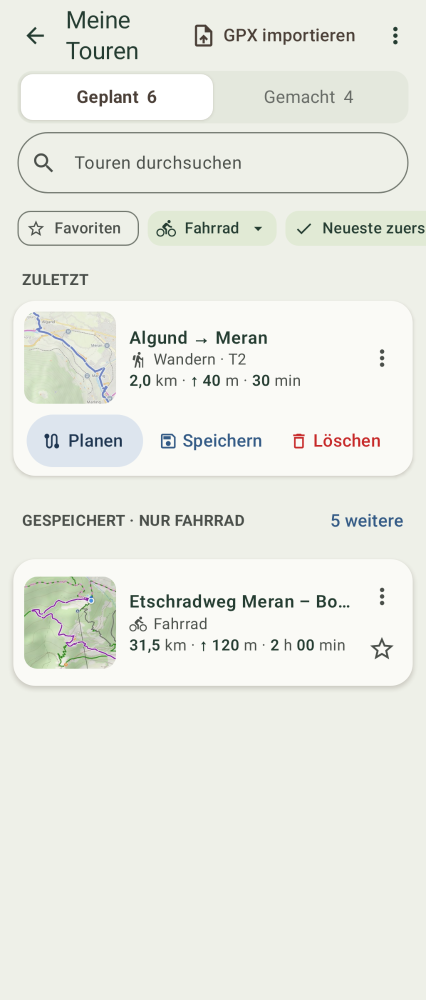 Meine
Touren
GPX importieren
Geplant 6
Gemacht 4
Touren durchsuchen
Favoriten
Fahrrad
Neueste zuers
ZULETZT
Algund → Meran
Wandern · T2
2,0 km · ↑ 40 m · 30 min
Planen
Speichern
Löschen
GESPEICHERT · NUR FAHRRAD
5 weitere
Etschradweg Meran – Bo…
Fahrrad
31,5 km · ↑ 120 m · 2 h 00 min